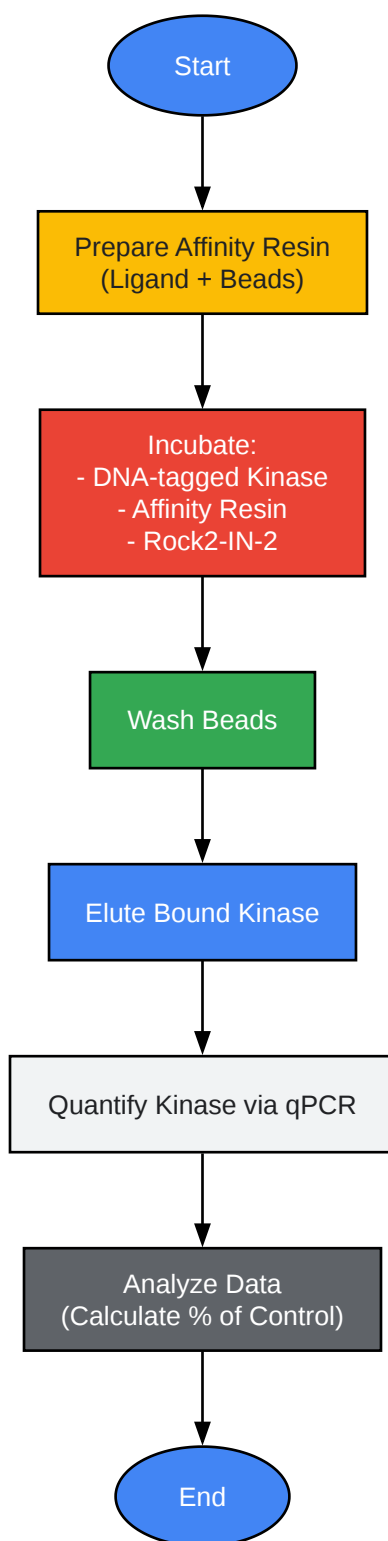 Start
Prepare Affinity Resin
(Ligand + Beads)
Incubate:
- DNA-tagged Kinase
- Affinity Resin
- Rock2-IN-2
Wash Beads
Elute Bound Kinase
Quantify Kinase via qPCR
Analyze Data
(Calculate % of Control)
End